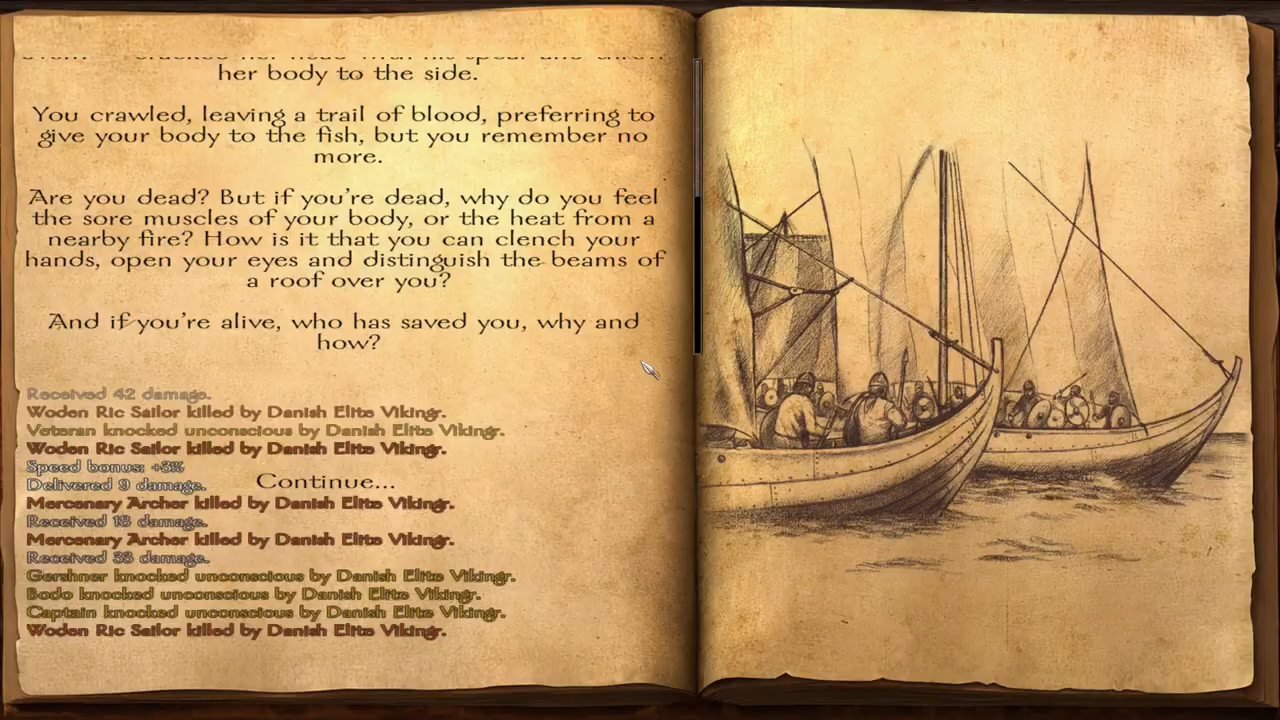 her body to the side.
You crawled, leaving a trail of blood, preferring to
give your body to the fish, but you remember no
more.
Are you dead? But if you're dead, why do you feel
the sore muscles of your body, or the heat from a
nearby fire? How is it that you can clench your
hands, open your eyes and distinguish the beams of
a roof over you?
And if you're alive, who has saved you, why and
how?
Received 42 damage.
Woden Ric Sailor killed by Danish Elite Vikingr.
Veteran knocked unconscious by Danish Elite Vikingr.
Woden Ric Sailor killed by Danish Elite Vikingr.
Speed bonus: +3%
Delivered 9 damage.
Continue...
Mercenary Archer killed by Danish Elite Vikingr.
Received 18 damage.
Mercenary Archer killed by Danish Elite Vikingr.
Received 33 damage.
Gershner knocked unconscious by Danish Elite Vikingr.
Bodo knocked unconscious by Danish Elite Vikingr.
Captain knocked unconscious by Danish Elite Vikingr.
Woden Ric Sailor killed by Danish Elite Vikingr.